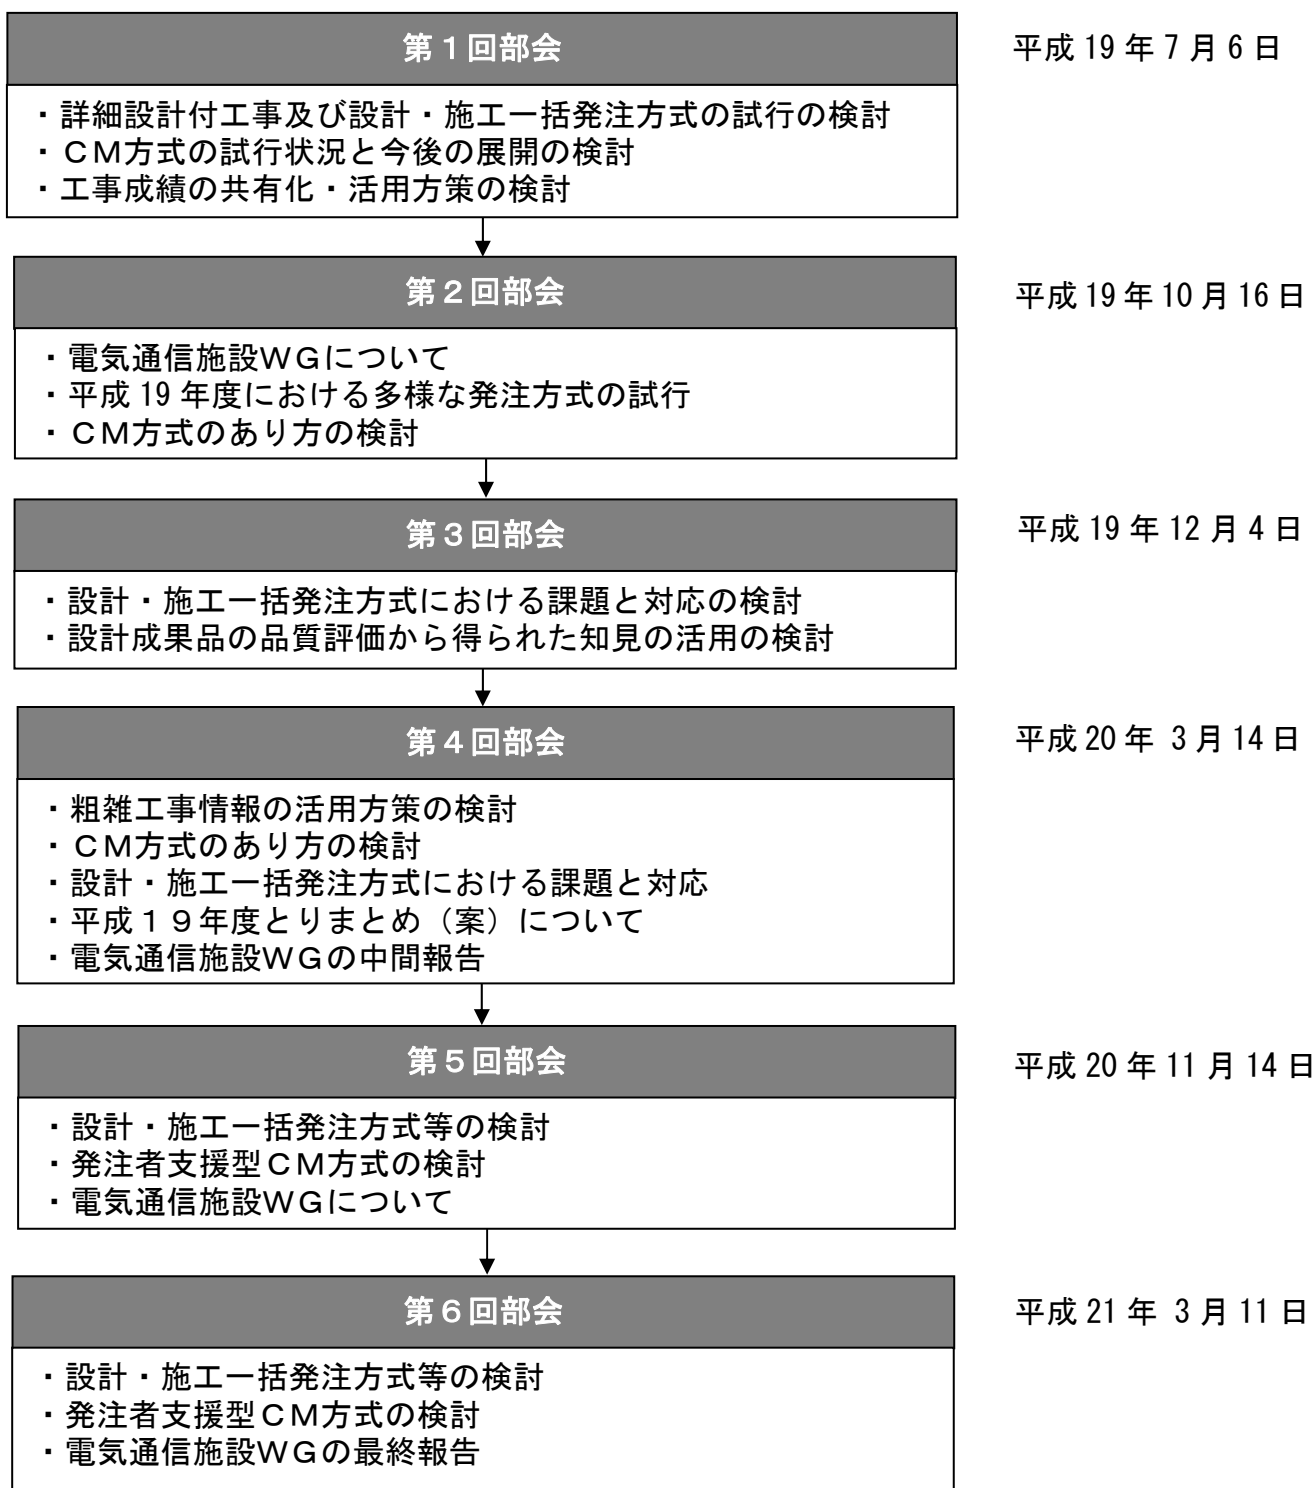 第１回部会
平成 19 年 7 月 6 日
・詳細設計付工事及び設計・施工一括発注方式の試行の検討
・ＣＭ方式の試行状況と今後の展開の検討
・工事成績の共有化・活用方策の検討
第２回部会
平成 19 年 10 月 16 日
・電気通信施設ＷＧについて
・平成 19 年度における多様な発注方式の試行
・ＣＭ方式のあり方の検討
第３回部会
平成 19 年 12 月 4 日
・設計・施工一括発注方式における課題と対応の検討
・設計成果品の品質評価から得られた知見の活用の検討
第４回部会
平成 20 年 3 月 14 日
・粗雑工事情報の活用方策の検討
・ＣＭ方式のあり方の検討
・設計・施工一括発注方式における課題と対応
・平成１９年度とりまとめ（案）について
・電気通信施設ＷＧの中間報告
第５回部会
平成 20 年 11 月 14 日
・設計・施工一括発注方式等の検討
・発注者支援型ＣＭ方式の検討
・電気通信施設ＷＧについて
第６回部会
平成 21 年 3 月 11 日
・設計・施工一括発注方式等の検討
・発注者支援型ＣＭ方式の検討
・電気通信施設ＷＧの最終報告